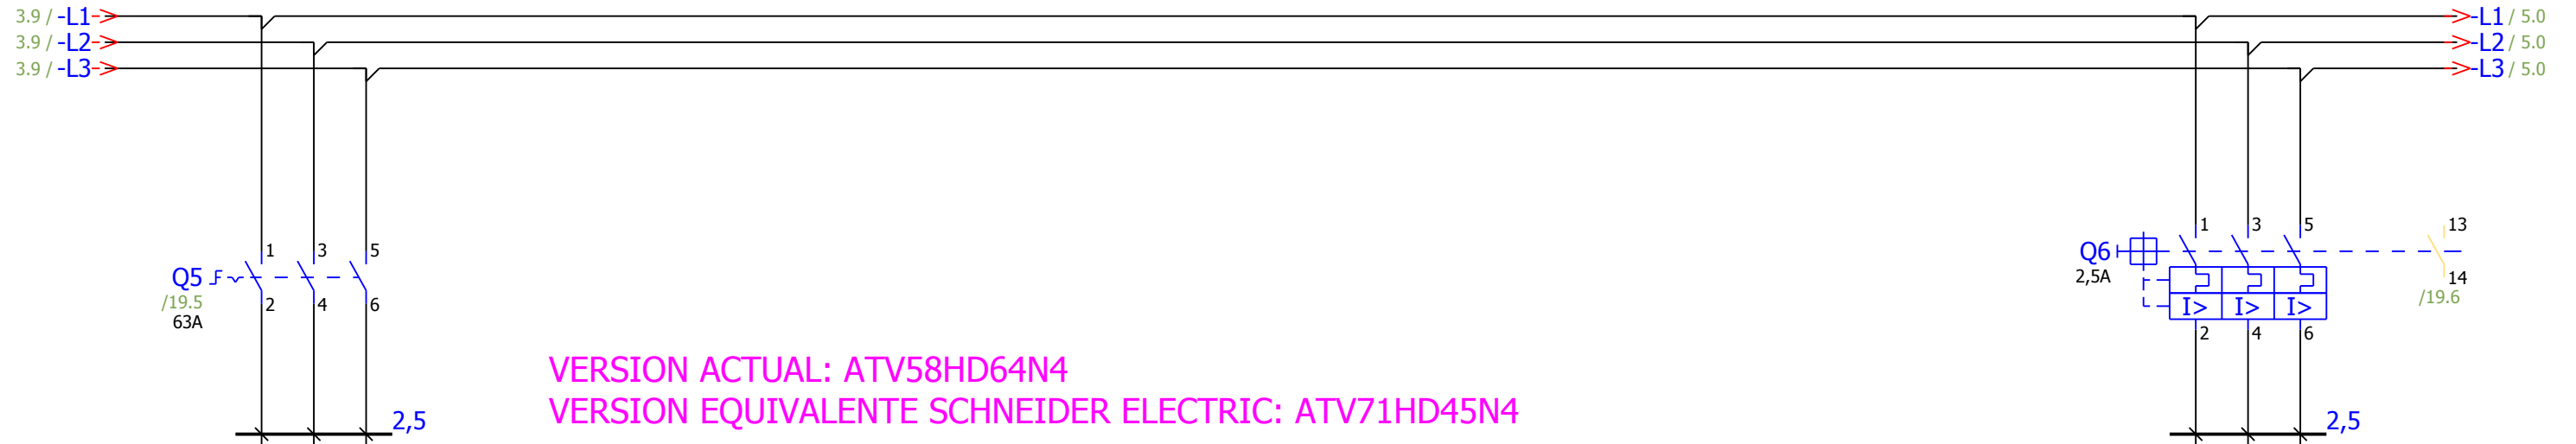 3.9 / -L1 -L1 / 5.0
3.9 / -L2 -L2 / 5.0
3.9 / -L3 -L3 / 5.0
1 3 5 13
Q6
2,5A
14
/19.6
I> I> I>
2 4 6
1 3 5
Q5
/19.5
63A
2 4 6
VERSION ACTUAL: ATV58HD64N4
VERSION EQUIVALENTE SCHNEIDER ELECTRIC: ATV71HD45N4
2,5
2,5